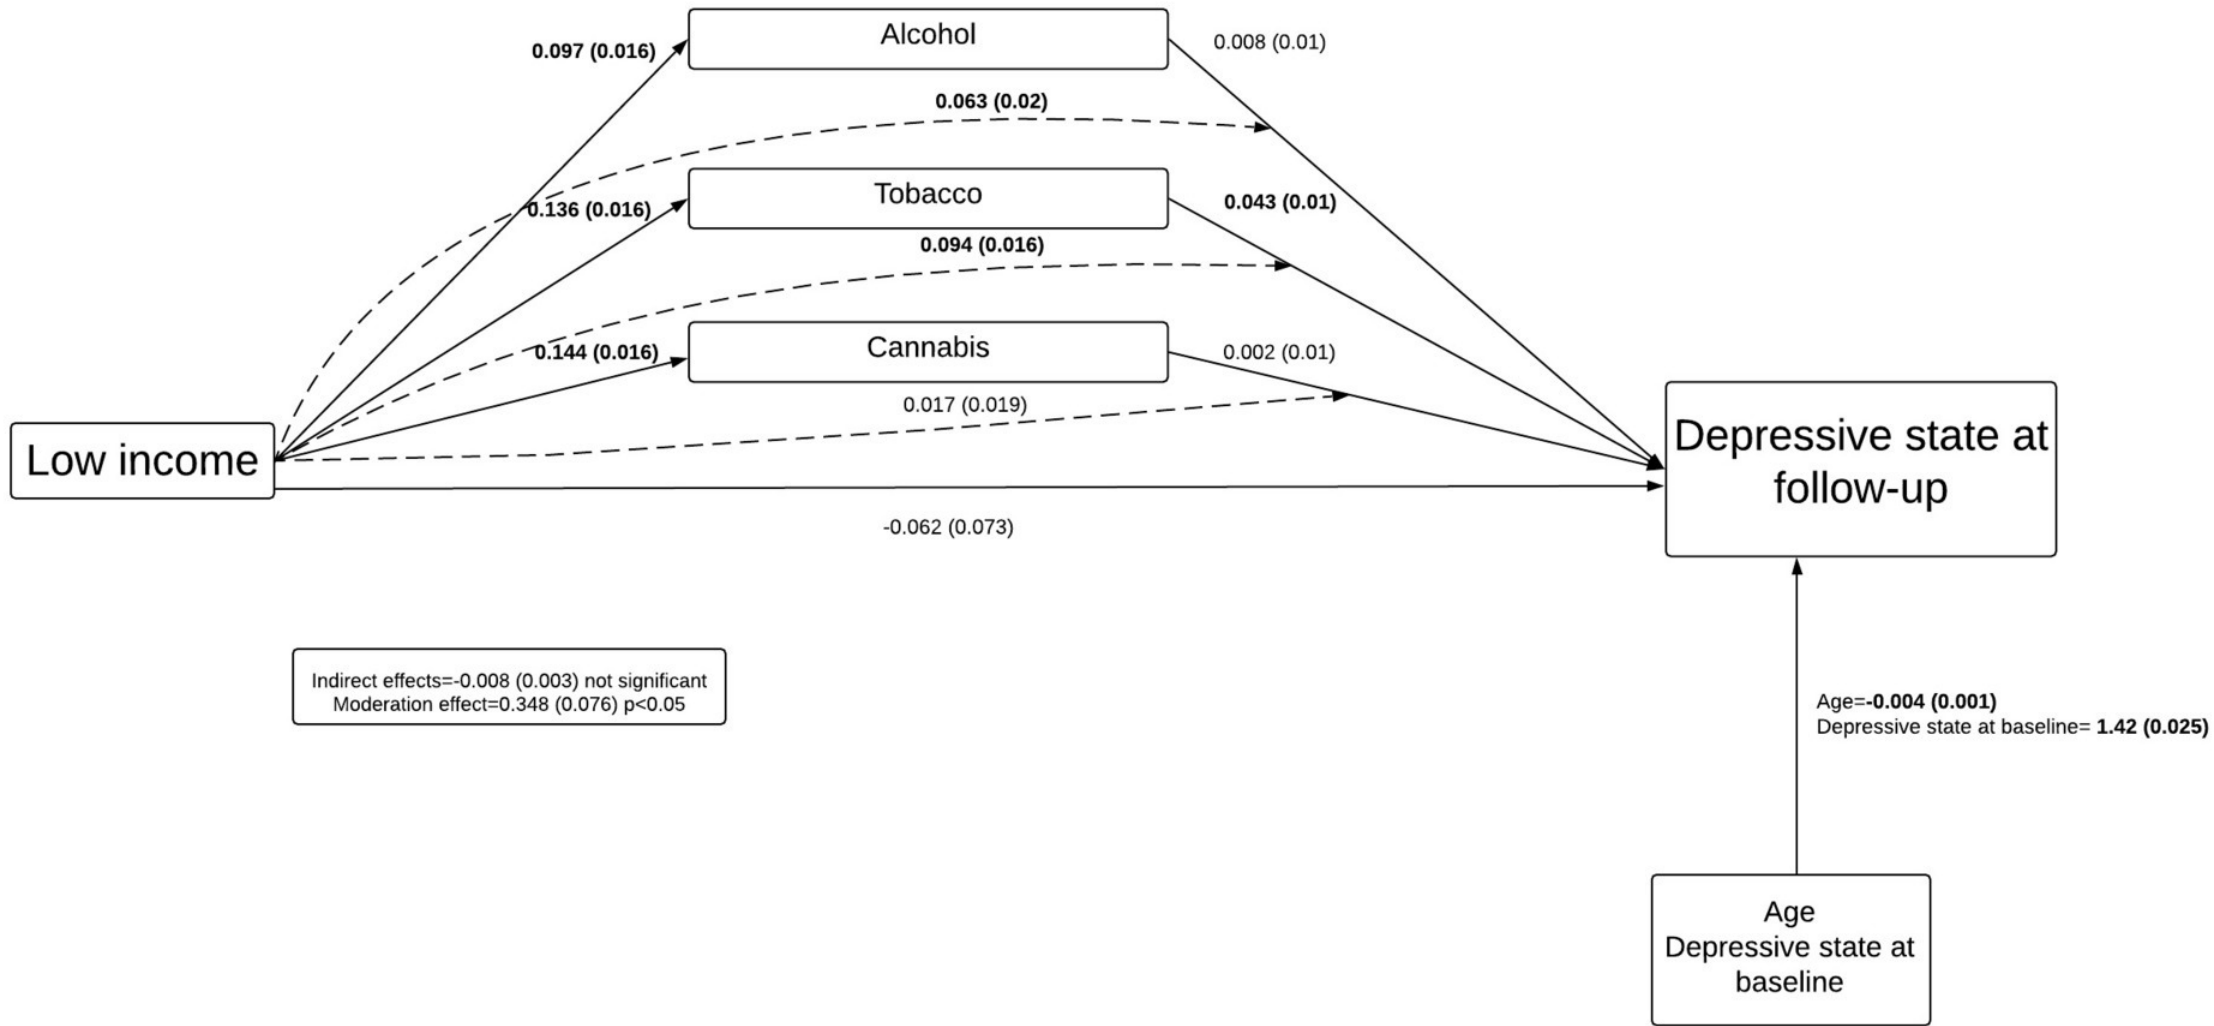 Alcohol
0.097 (0.016)
0.008 (0.01)
0.063 (0.02)
Tobacco
0.136 (0.016)
0.043 (0.01)
0.094 (0.016)
Cannabis
0.144 (0.016)
0.002 (0.01)
0.017 (0.019)
Low income
Depressive state at
follow-up
-0.062 (0.073)
Indirect effects=-0.008 (0.003) not significant
Moderation effect=0.348 (0.076) p<0.05
Age=-0.004 (0.001)
Depressive state at baseline= 1.42 (0.025)
Age
Depressive state at
baseline